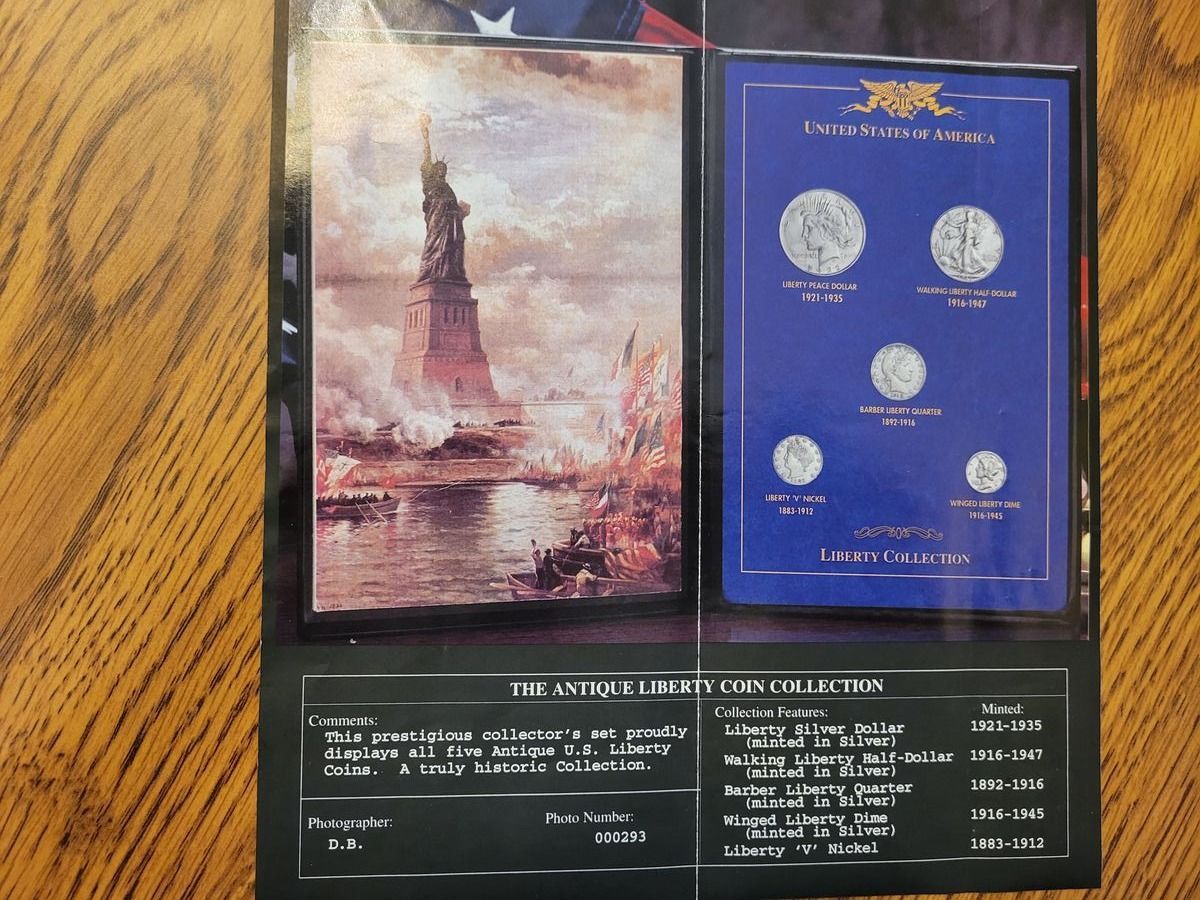 UNITED STATES OF AMERICA
LIBERTY PEACE DOLLAR
1921-1935
WALKING LIBERTY HALF-DOLLAR
1916-1947
BARBER LIBERTY QUARTER
1892-1916
LIBERTY 'V' NICKEL
1883-1912
WINGED LIBERTY DIME
1916-1945
LIBERTY COLLECTION
THE ANTIQUE LIBERTY COIN COLLECTION
Comments:
This prestigious collector's set proudly
displays all five Antique U.S. Liberty
Coins. A truly historic Collection.
Photographer:
D.B.
Photo Number:
000293
Collection Features: Minted:
Liberty Silver Dollar 1921-1935
(minted in Silver)
Walking Liberty Half-Dollar 1916-1947
(minted in Silver)
Barber Liberty Quarter 1892-1916
(minted in Silver)
Winged Liberty Dime 1916-1945
(minted in Silver)
Liberty 'V' Nickel 1883-1912